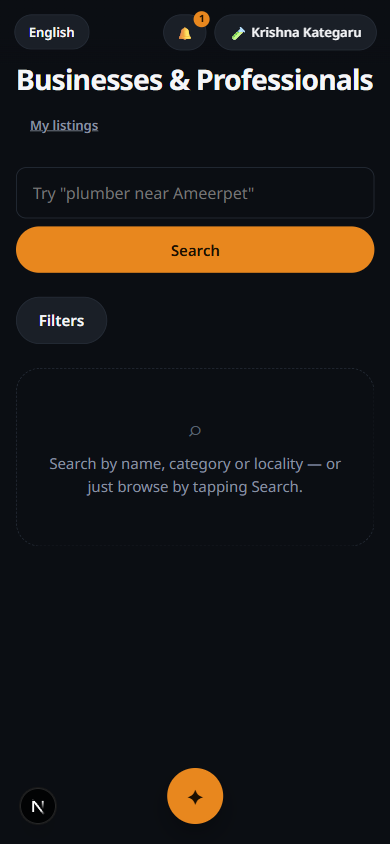 English
1
Krishna Kategaru
Businesses & Professionals
My listings
Try "plumber near Ameerpet"
Search
Filters
Search by name, category or locality — or
just browse by tapping Search.
N